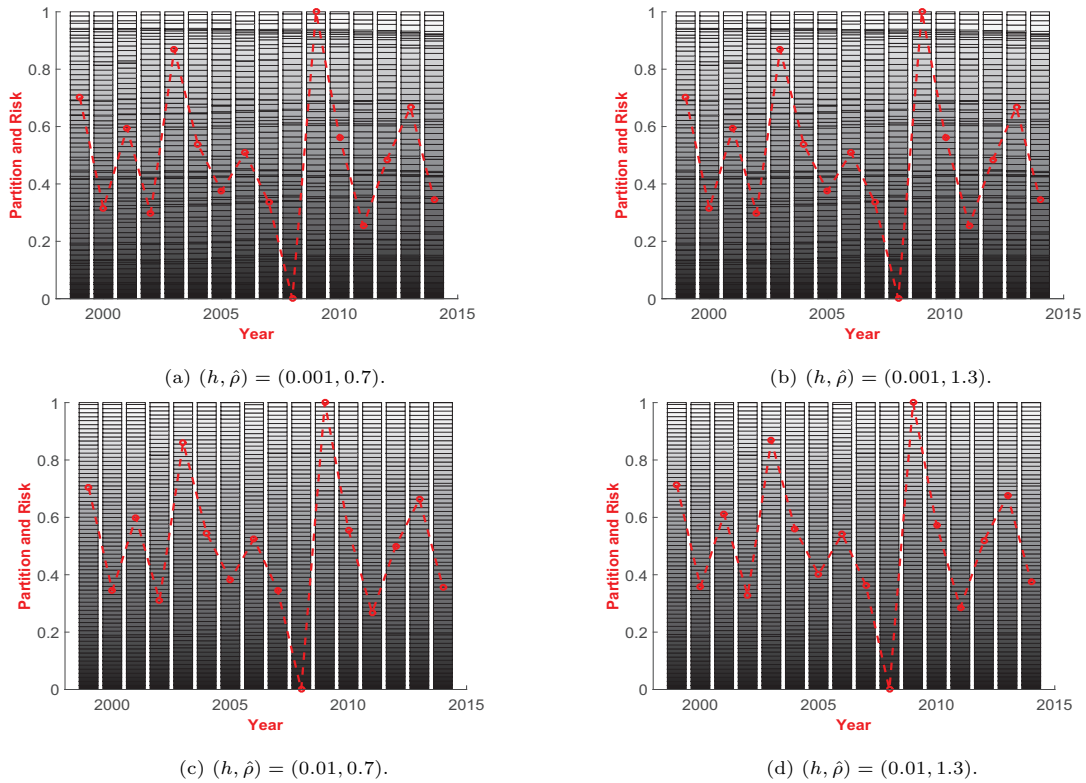 1
0.8
0.6
0.4
0.2
0
Partition and Risk
2000 2005 2010 2015
Year
(a) (h, ρ̂) = (0.001, 0.7).
1
0.8
0.6
0.4
0.2
0
Partition and Risk
2000 2005 2010 2015
Year
(b) (h, ρ̂) = (0.001, 1.3).
1
0.8
0.6
0.4
0.2
0
Partition and Risk
2000 2005 2010 2015
Year
(c) (h, ρ̂) = (0.01, 0.7).
1
0.8
0.6
0.4
0.2
0
Partition and Risk
2000 2005 2010 2015
Year
(d) (h, ρ̂) = (0.01, 1.3).